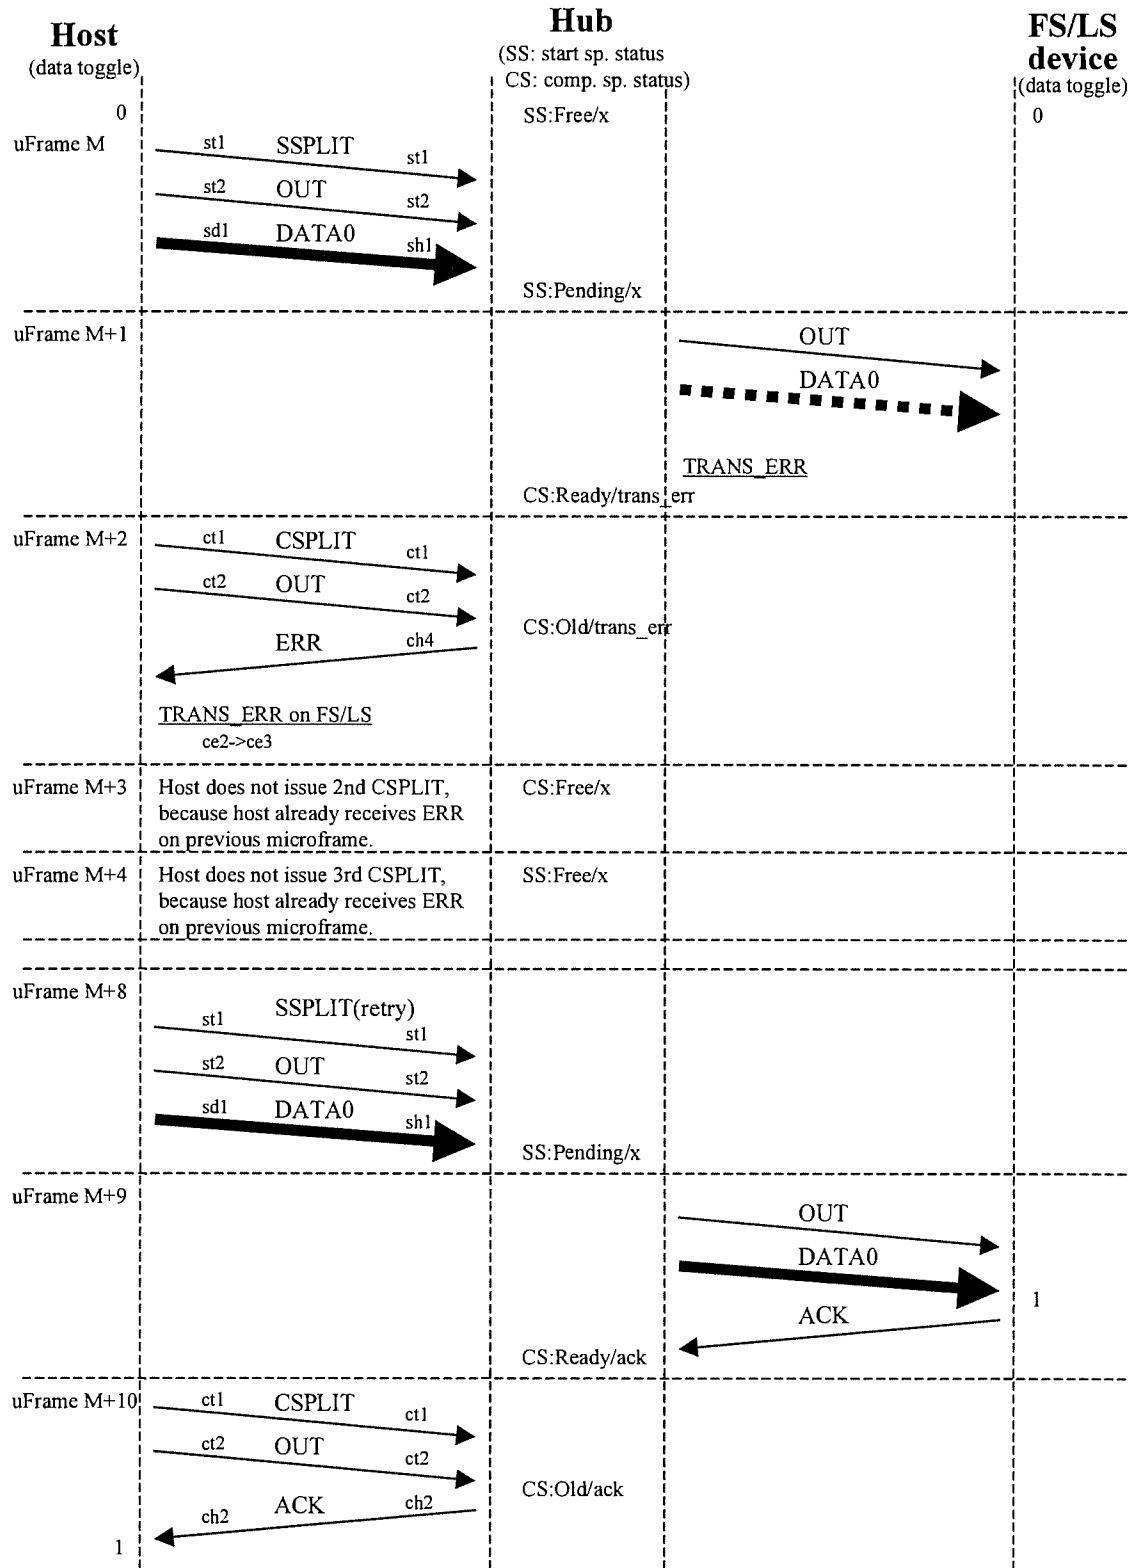 Host
(data toggle)
Hub
(SS: start sp. status
CS: comp. sp. status)
FS/LS
device
(data toggle)
0
SS:Free/x
0
uFrame M
st1 SSPLIT st1
st2 OUT st2
sd1 DATA0 sh1
SS:Pending/x
uFrame M+1
OUT
DATA0
TRANS_ERR
CS:Ready/trans_err
uFrame M+2
ct1 CSPLIT ct1
ct2 OUT ct2
CS:Old/trans_err
ERR ch4
TRANS_ERR on FS/LS
ce2->ce3
uFrame M+3
Host does not issue 2nd CSPLIT,
because host already receives ERR
on previous microframe.
CS:Free/x
uFrame M+4
Host does not issue 3rd CSPLIT,
because host already receives ERR
on previous microframe.
SS:Free/x
uFrame M+8
SSPLIT(retry)
st1 st1
st2 OUT st2
sd1 DATA0 sh1
SS:Pending/x
uFrame M+9
OUT
DATA0
1
ACK
CS:Ready/ack
uFrame M+10
ct1 CSPLIT ct1
ct2 OUT ct2
CS:Old/ack
ch2 ACK ch2
1